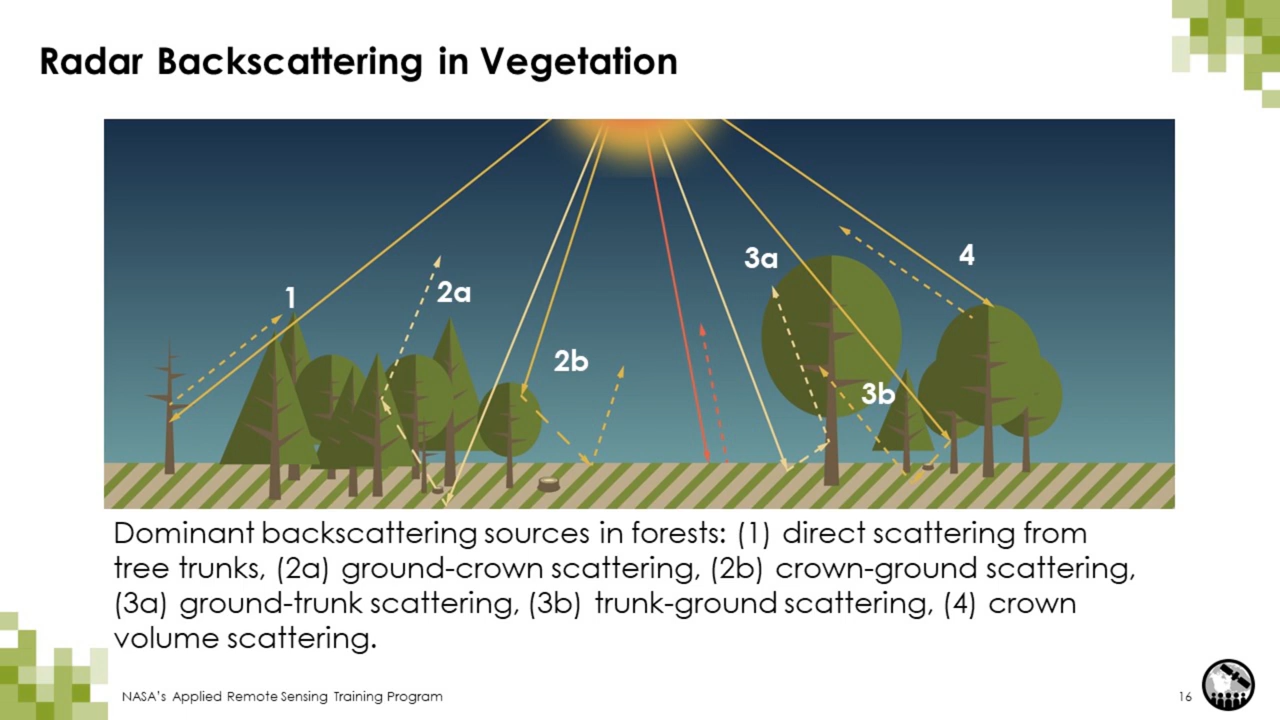 Radar Backscattering in Vegetation
1
2a
2b
3a
3b
4
Dominant backscattering sources in forests: (1) direct scattering from
tree trunks, (2a) ground-crown scattering, (2b) crown-ground scattering,
(3a) ground-trunk scattering, (3b) trunk-ground scattering, (4) crown
volume scattering.
NASA's Applied Remote Sensing Training Program
16